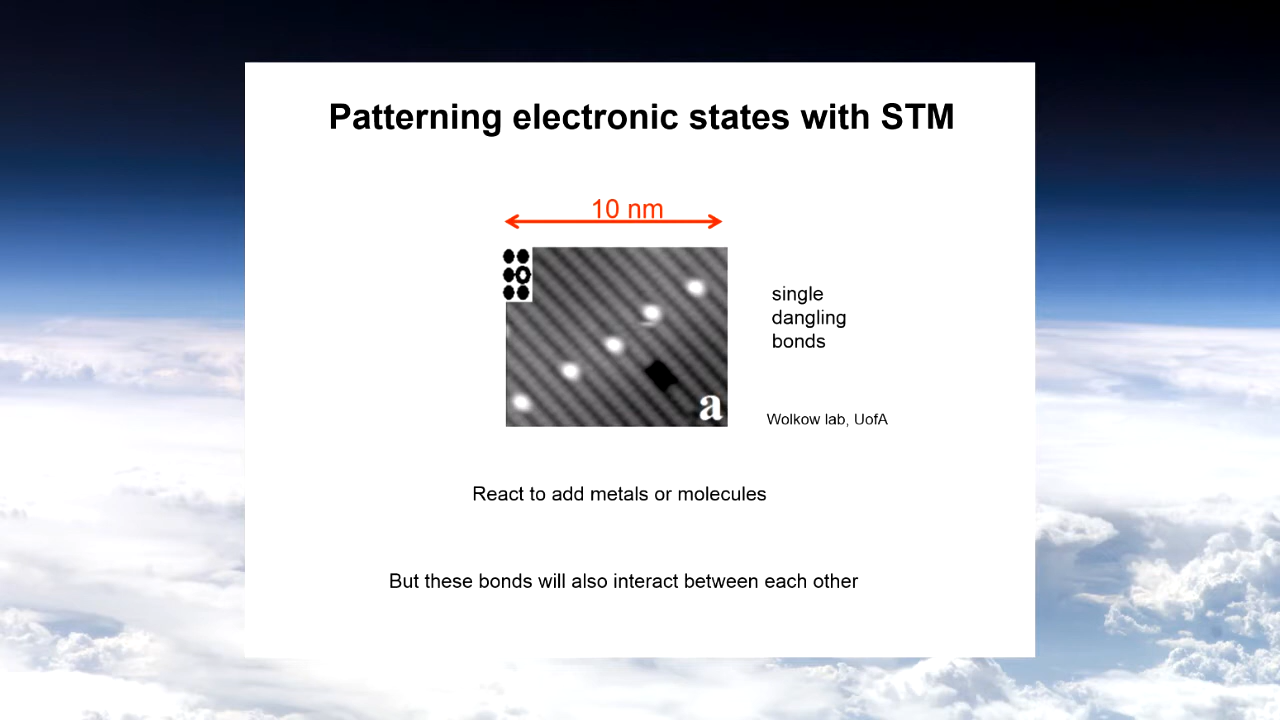 Patterning electronic states with STM
10 nm
single
dangling
bonds
a
Wolkow lab, UofA
React to add metals or molecules
But these bonds will also interact between each other